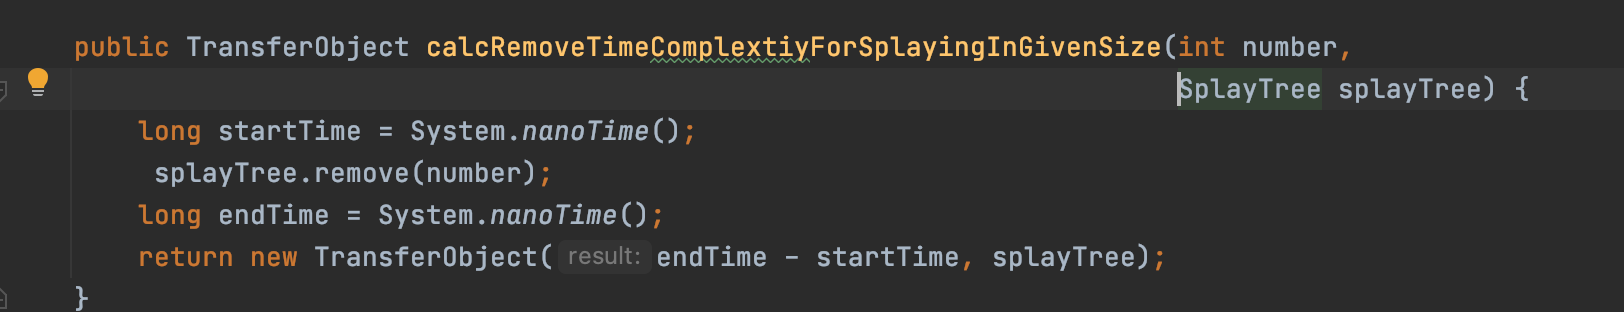 public TransferObject calcRemoveTimeComplextiyForSplayingInGivenSize(int number,
SplayTree splayTree) {
long startTime = System.nanoTime();
splayTree.remove(number);
long endTime = System.nanoTime();
return new TransferObject( result: endTime - startTime, splayTree);
}